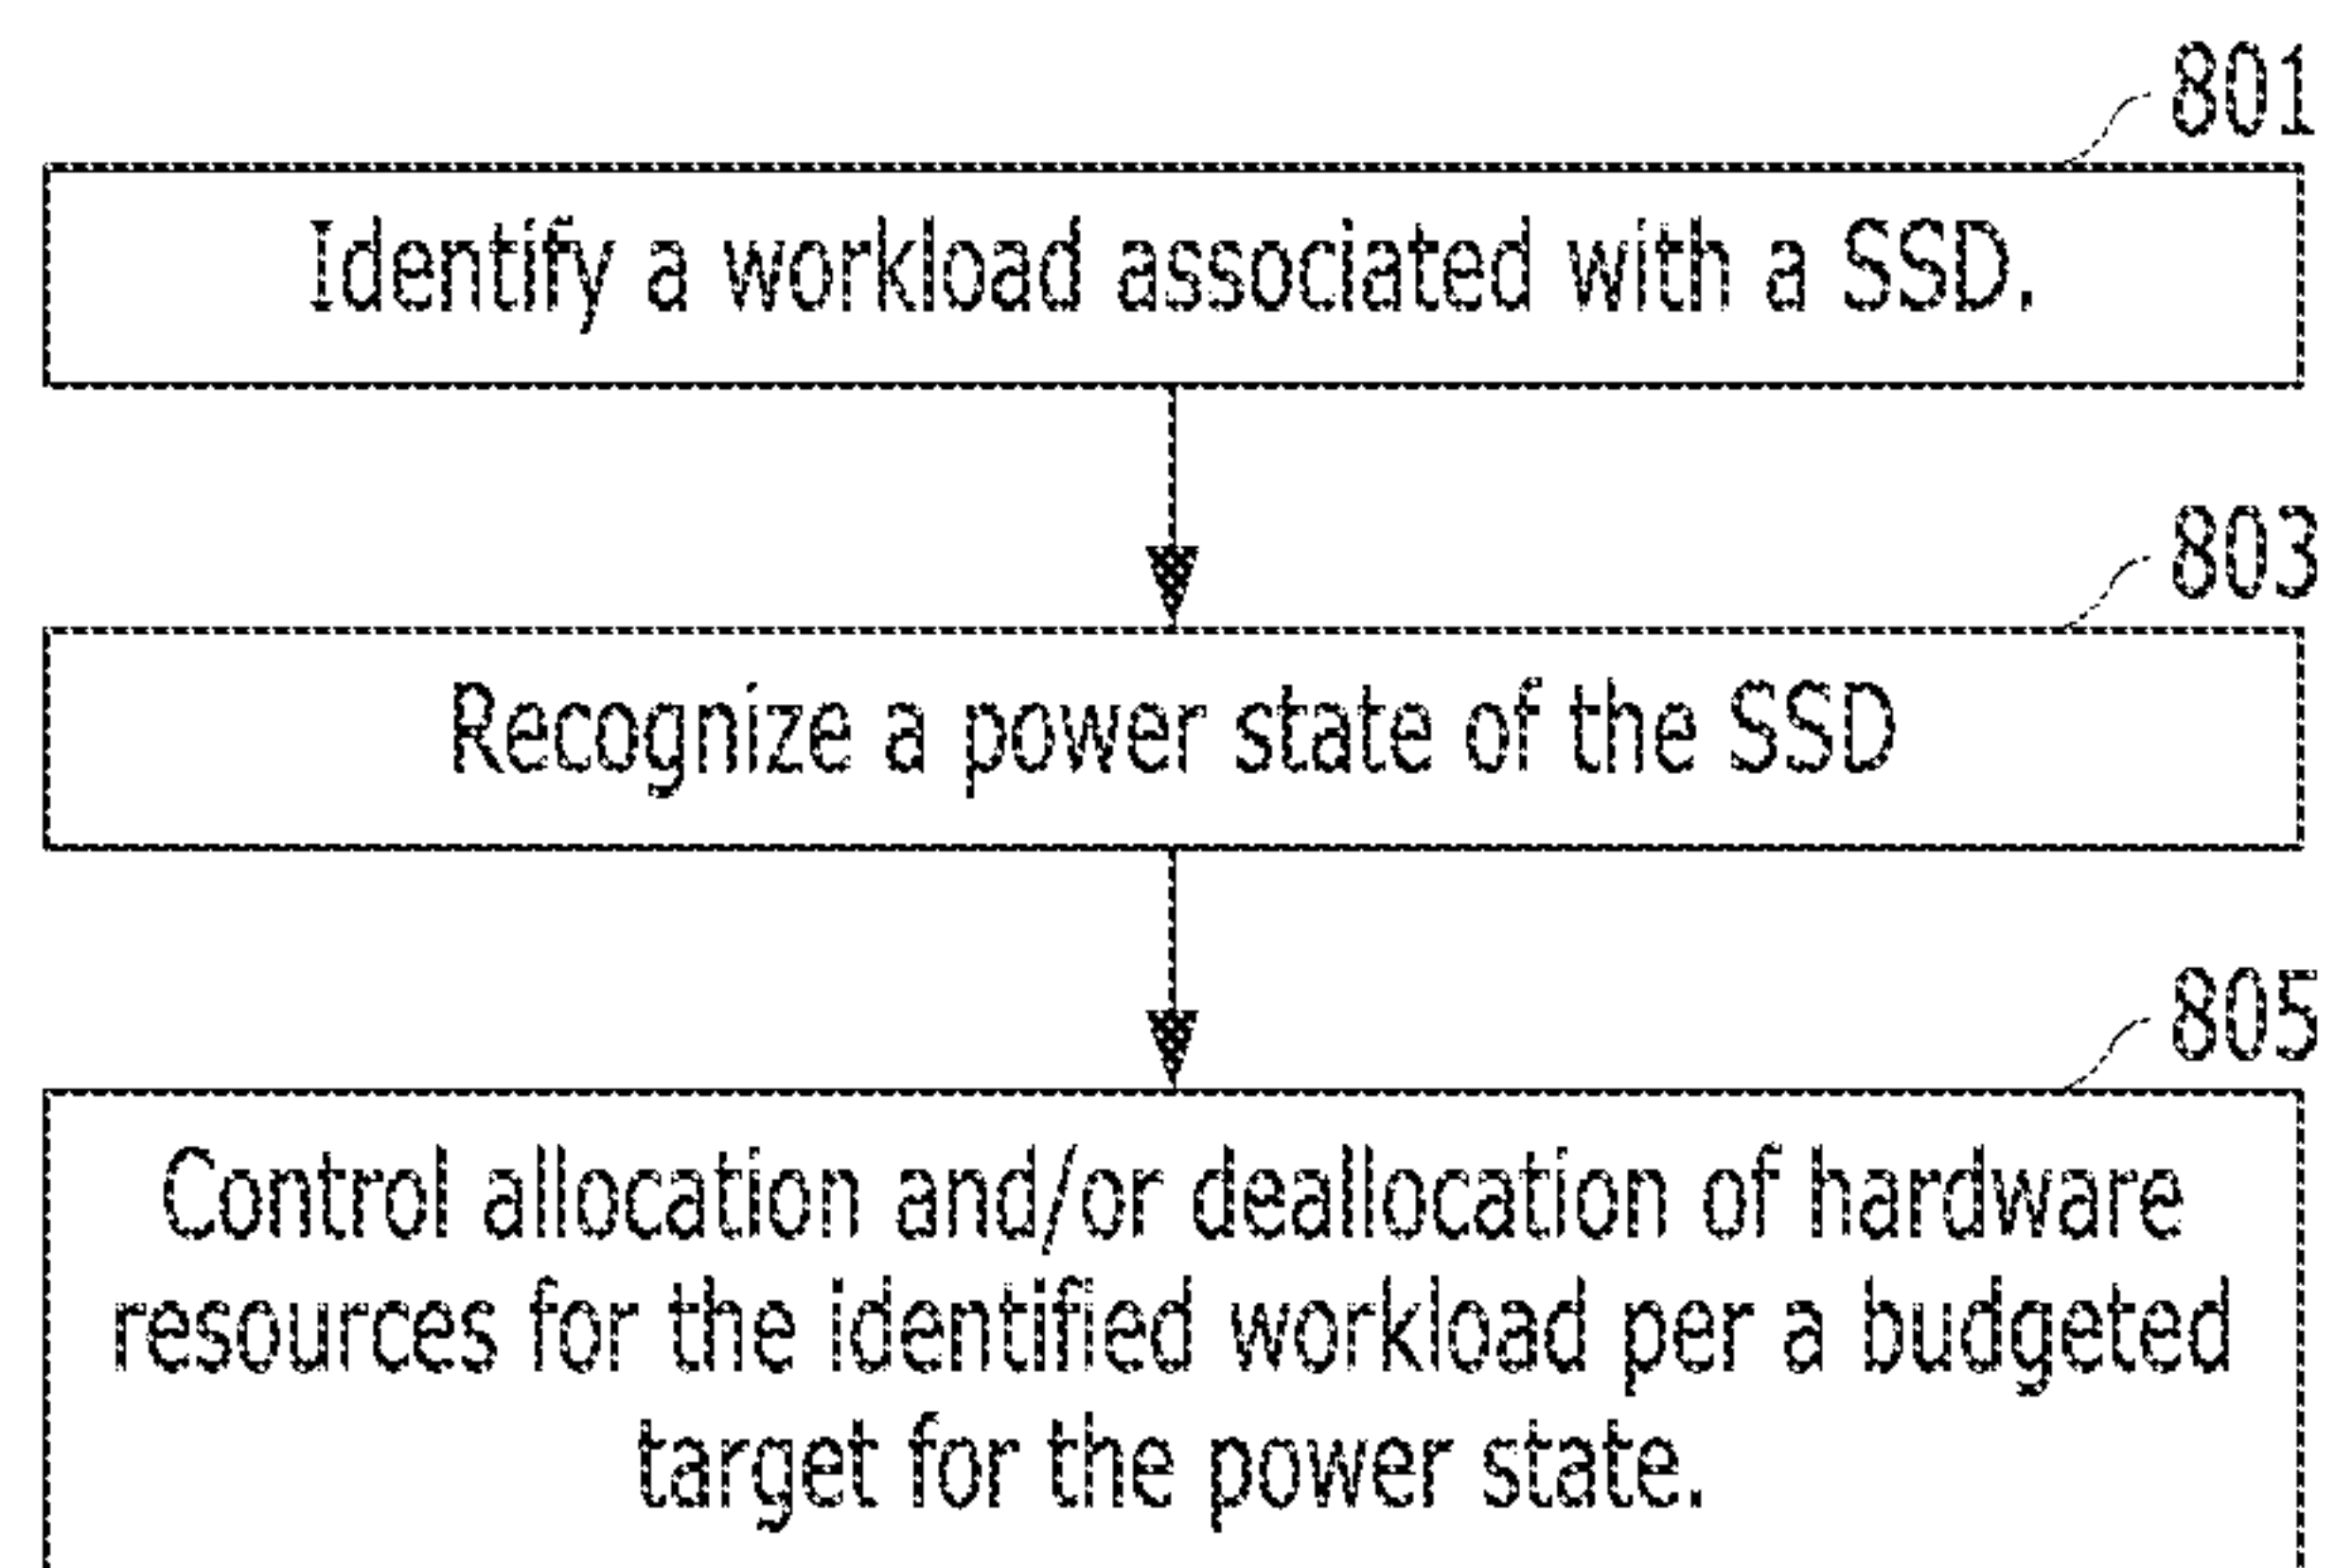 801
Identify a workload associated with a SSD.
803
Recognize a power state of the SSD
805
Control allocation and/or deallocation of hardware
resources for the identified workload per a budgeted
target for the power state.